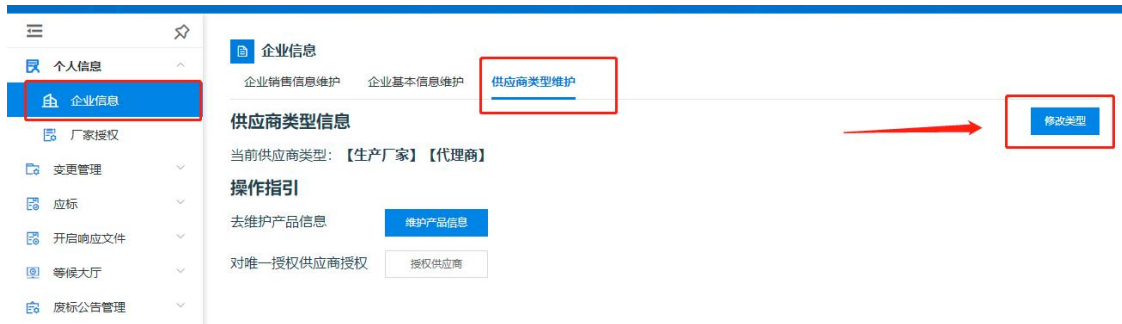 个人信息
企业信息
厂家授权
变更管理
应标
开启响应文件
等候大厅
废标公告管理
企业信息
企业销售信息维护 企业基本信息维护 供应商类型维护
供应商类型信息
修改类型
当前供应商类型：【生产厂家】【代理商】
操作指引
去维护产品信息 维护产品信息
对唯一授权供应商授权 授权供应商